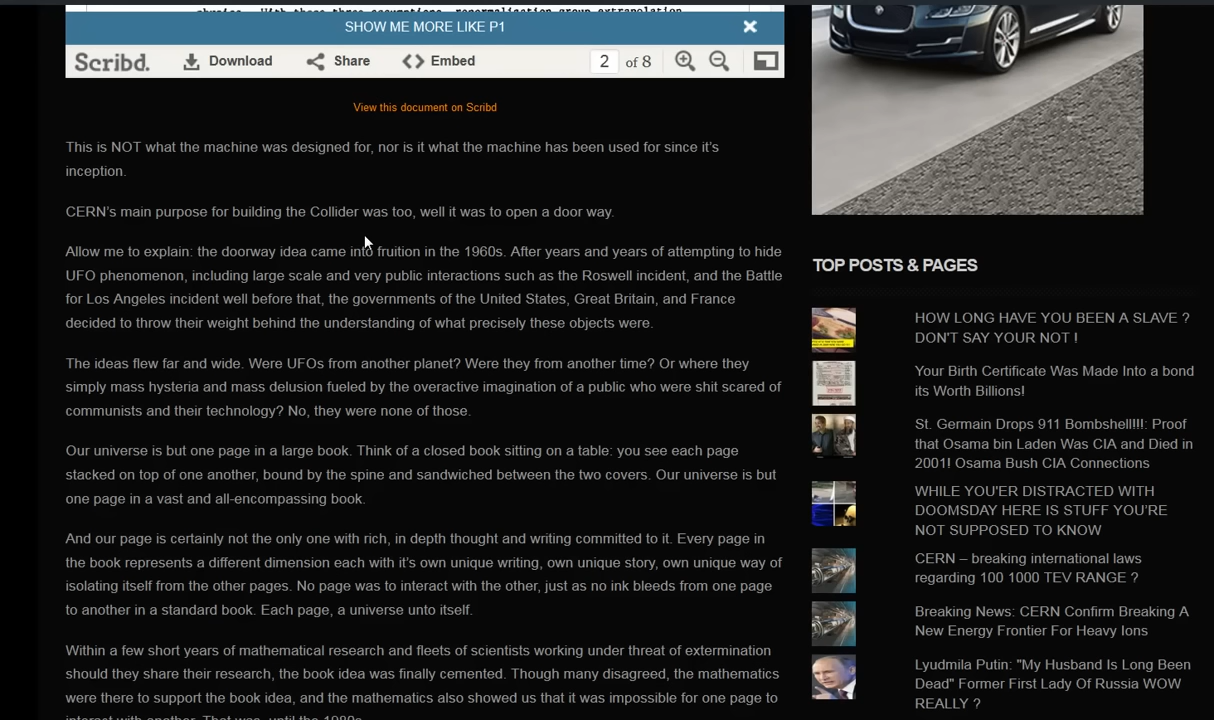 physics. With these three
SHOW ME MORE LIKE P1
Scribd.
Download
Share
Embed
2 of 8
View this document on Scribd
This is NOT what the machine was designed for, nor is it what the machine has been used for since it's
inception.
CERN's main purpose for building the Collider was too, well it was to open a door way.
Allow me to explain: the doorway idea came into fruition in the 1960s. After years and years of attempting to hide
UFO phenomenon, including large scale and very public interactions such as the Roswell incident, and the Battle
for Los Angeles incident well before that, the governments of the United States, Great Britain, and France
decided to throw their weight behind the understanding of what precisely these objects were.
The ideas flew far and wide. Were UFOs from another planet? Were they from another time? Or where they
simply mass hysteria and mass delusion fueled by the overactive imagination of a public who were shit scared of
communists and their technology? No, they were none of those.
Our universe is but one page in a large book. Think of a closed book sitting on a table: you see each page
stacked on top of one another, bound by the spine and sandwiched between the two covers. Our universe is but
one page in a vast and all-encompassing book.
And our page is certainly not the only one with rich, in depth thought and writing committed to it. Every page in
the book represents a different dimension each with it's own unique writing, own unique story, own unique way of
isolating itself from the other pages. No page was to interact with the other, just as no ink bleeds from one page
to another in a standard book. Each page, a universe unto itself.
Within a few short years of mathematical research and fleets of scientists working under threat of extermination
should they share their research, the book idea was finally cemented. Though many disagreed, the mathematics
were there to support the book idea, and the mathematics also showed us that it was impossible for one page to
interact with another. That was, until the 1980s.
TOP POSTS & PAGES
HOW LONG HAVE YOU BEEN A SLAVE ?
DON'T SAY YOUR NOT !
Your Birth Certificate Was Made Into a bond
its Worth Billions!
St. Germain Drops 911 Bombshell!!!: Proof
that Osama bin Laden Was CIA and Died in
2001! Osama Bush CIA Connections
WHILE YOU'ER DISTRACTED WITH
DOOMSDAY HERE IS STUFF YOU'RE
NOT SUPPOSED TO KNOW
CERN – breaking international laws
regarding 100 1000 TEV RANGE ?
Breaking News: CERN Confirm Breaking A
New Energy Frontier For Heavy Ions
Lyudmila Putin: "My Husband Is Long Been
Dead" Former First Lady Of Russia WOW
REALLY ?